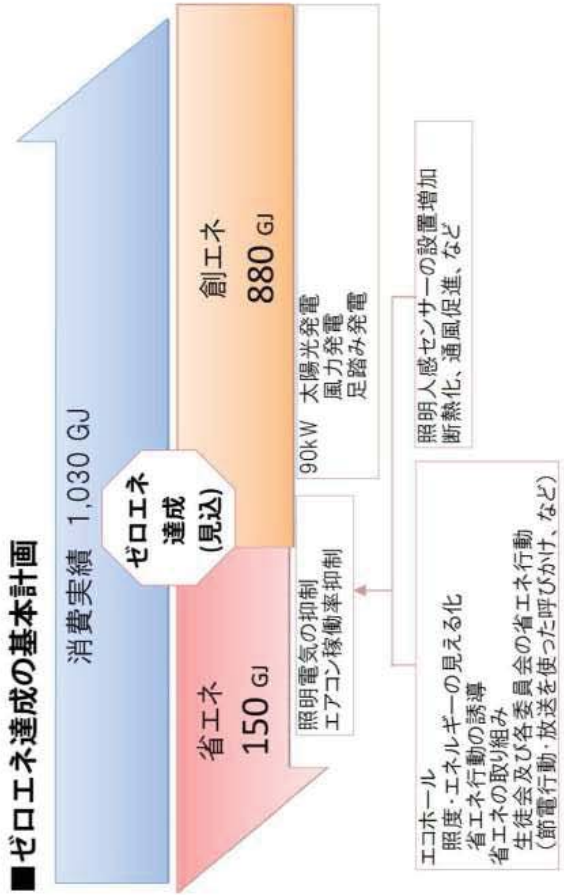 ■ゼロエネ達成の基本計画
消費実績 1,030 GJ
ゼロエネ
達成
(見込)
省エネ
150 GJ
創エネ
880 GJ
照明電気の抑制
エアコン稼働率抑制
90kW 太陽光発電
風力発電
足踏み発電
エコホール
照度・エネルギーの見える化
省エネ行動の誘導
省エネの取り組み
生徒会及び各委員会の省エネ行動
(節電行動・放送を使った呼びかけ、など)
照明人感センサーの設置増加
断熱化、通風促進、など